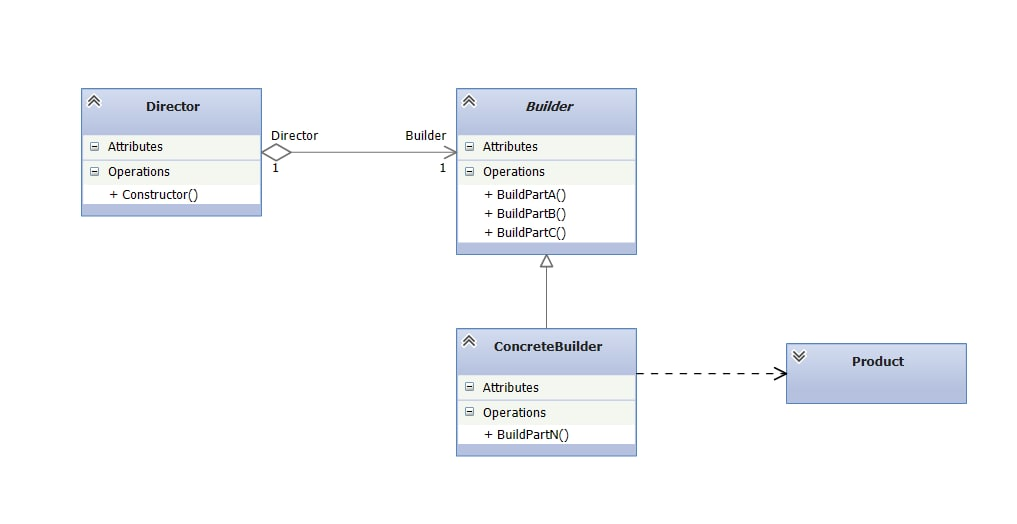 Director
Attributes
Operations
+ Constructor()
Director
1
Builder
1
Builder
Attributes
Operations
+ BuildPartA()
+ BuildPartB()
+ BuildPartC()
ConcreteBuilder
Attributes
Operations
+ BuildPartN()
Product